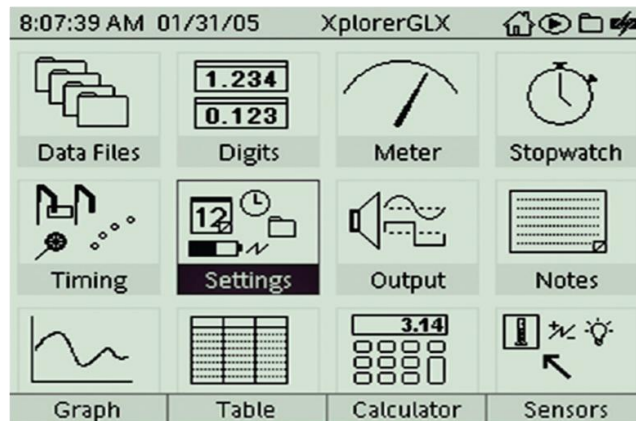 8:07:39 AM 01/31/05 XplorerGLX
1.234
0.123
Data Files Digits Meter Stopwatch
12
Timing Settings Output Notes
3.14
Graph Table Calculator Sensors